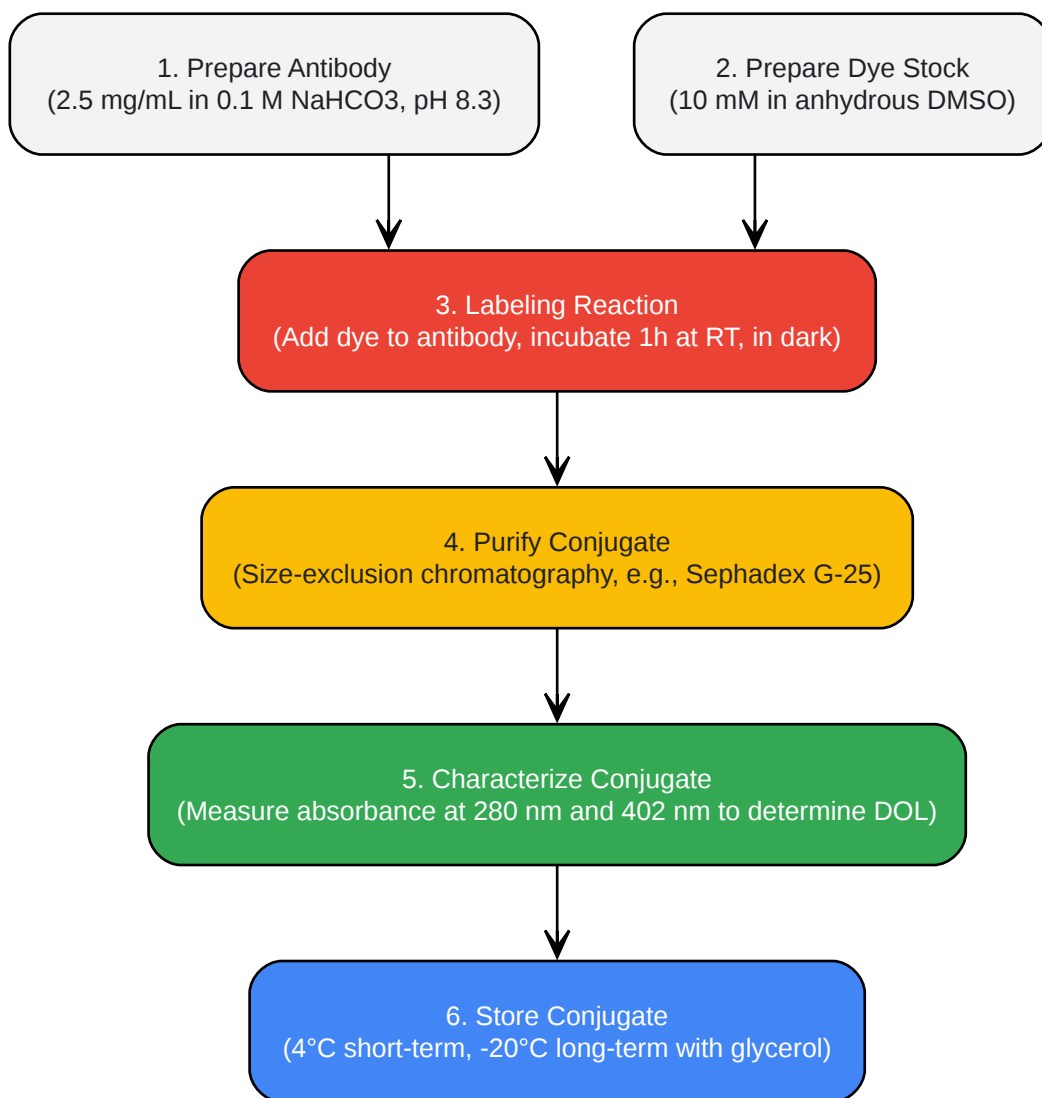 1. Prepare Antibody
(2.5 mg/mL in 0.1 M NaHCO3, pH 8.3)
2. Prepare Dye Stock
(10 mM in anhydrous DMSO)
3. Labeling Reaction
(Add dye to antibody, incubate 1h at RT, in dark)
4. Purify Conjugate
(Size-exclusion chromatography, e.g., Sephadex G-25)
5. Characterize Conjugate
(Measure absorbance at 280 nm and 402 nm to determine DOL)
6. Store Conjugate
(4°C short-term, -20°C long-term with glycerol)